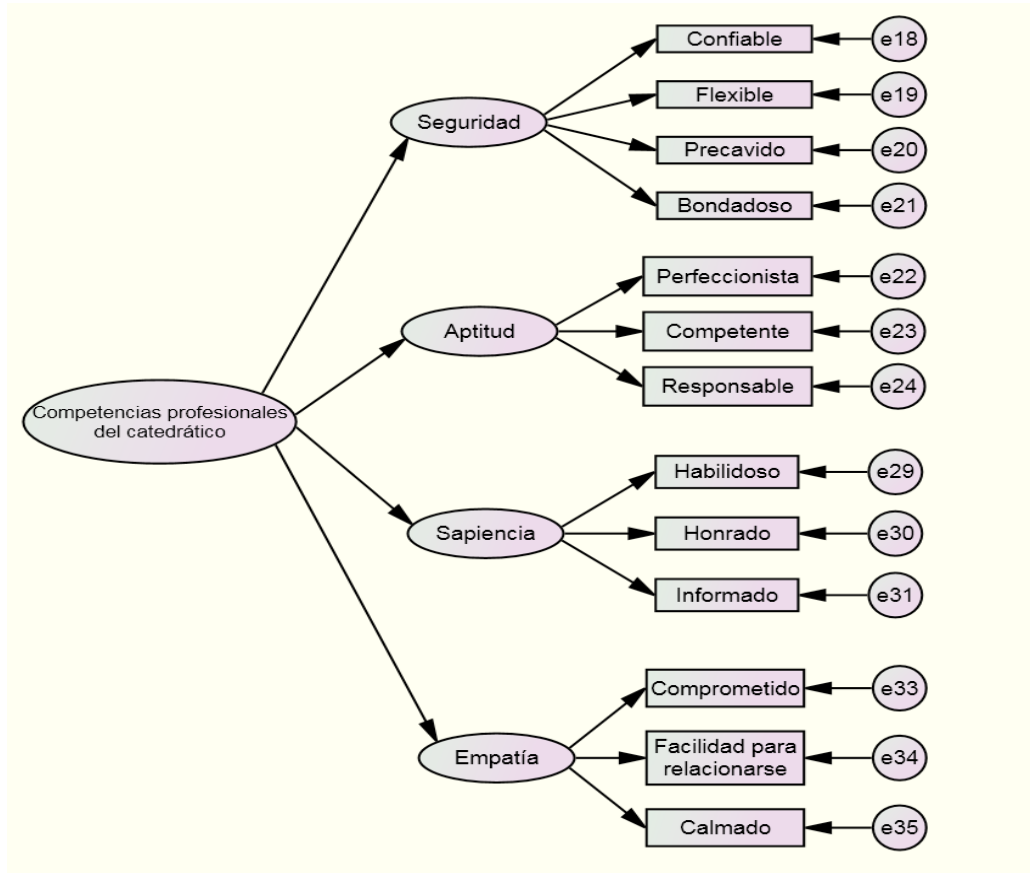 Confiable
e18
Flexible
e19
Seguridad
Precavido
e20
Bondadoso
e21
Perfeccionista
e22
Aptitud
Competente
e23
Responsable
e24
Competencias profesionales
del catedrático
Habilidoso
e29
Sapiencia
Honrado
e30
Informado
e31
Comprometido
e33
Empatía
Facilidad para
relacionarse
e34
Calmado
e35